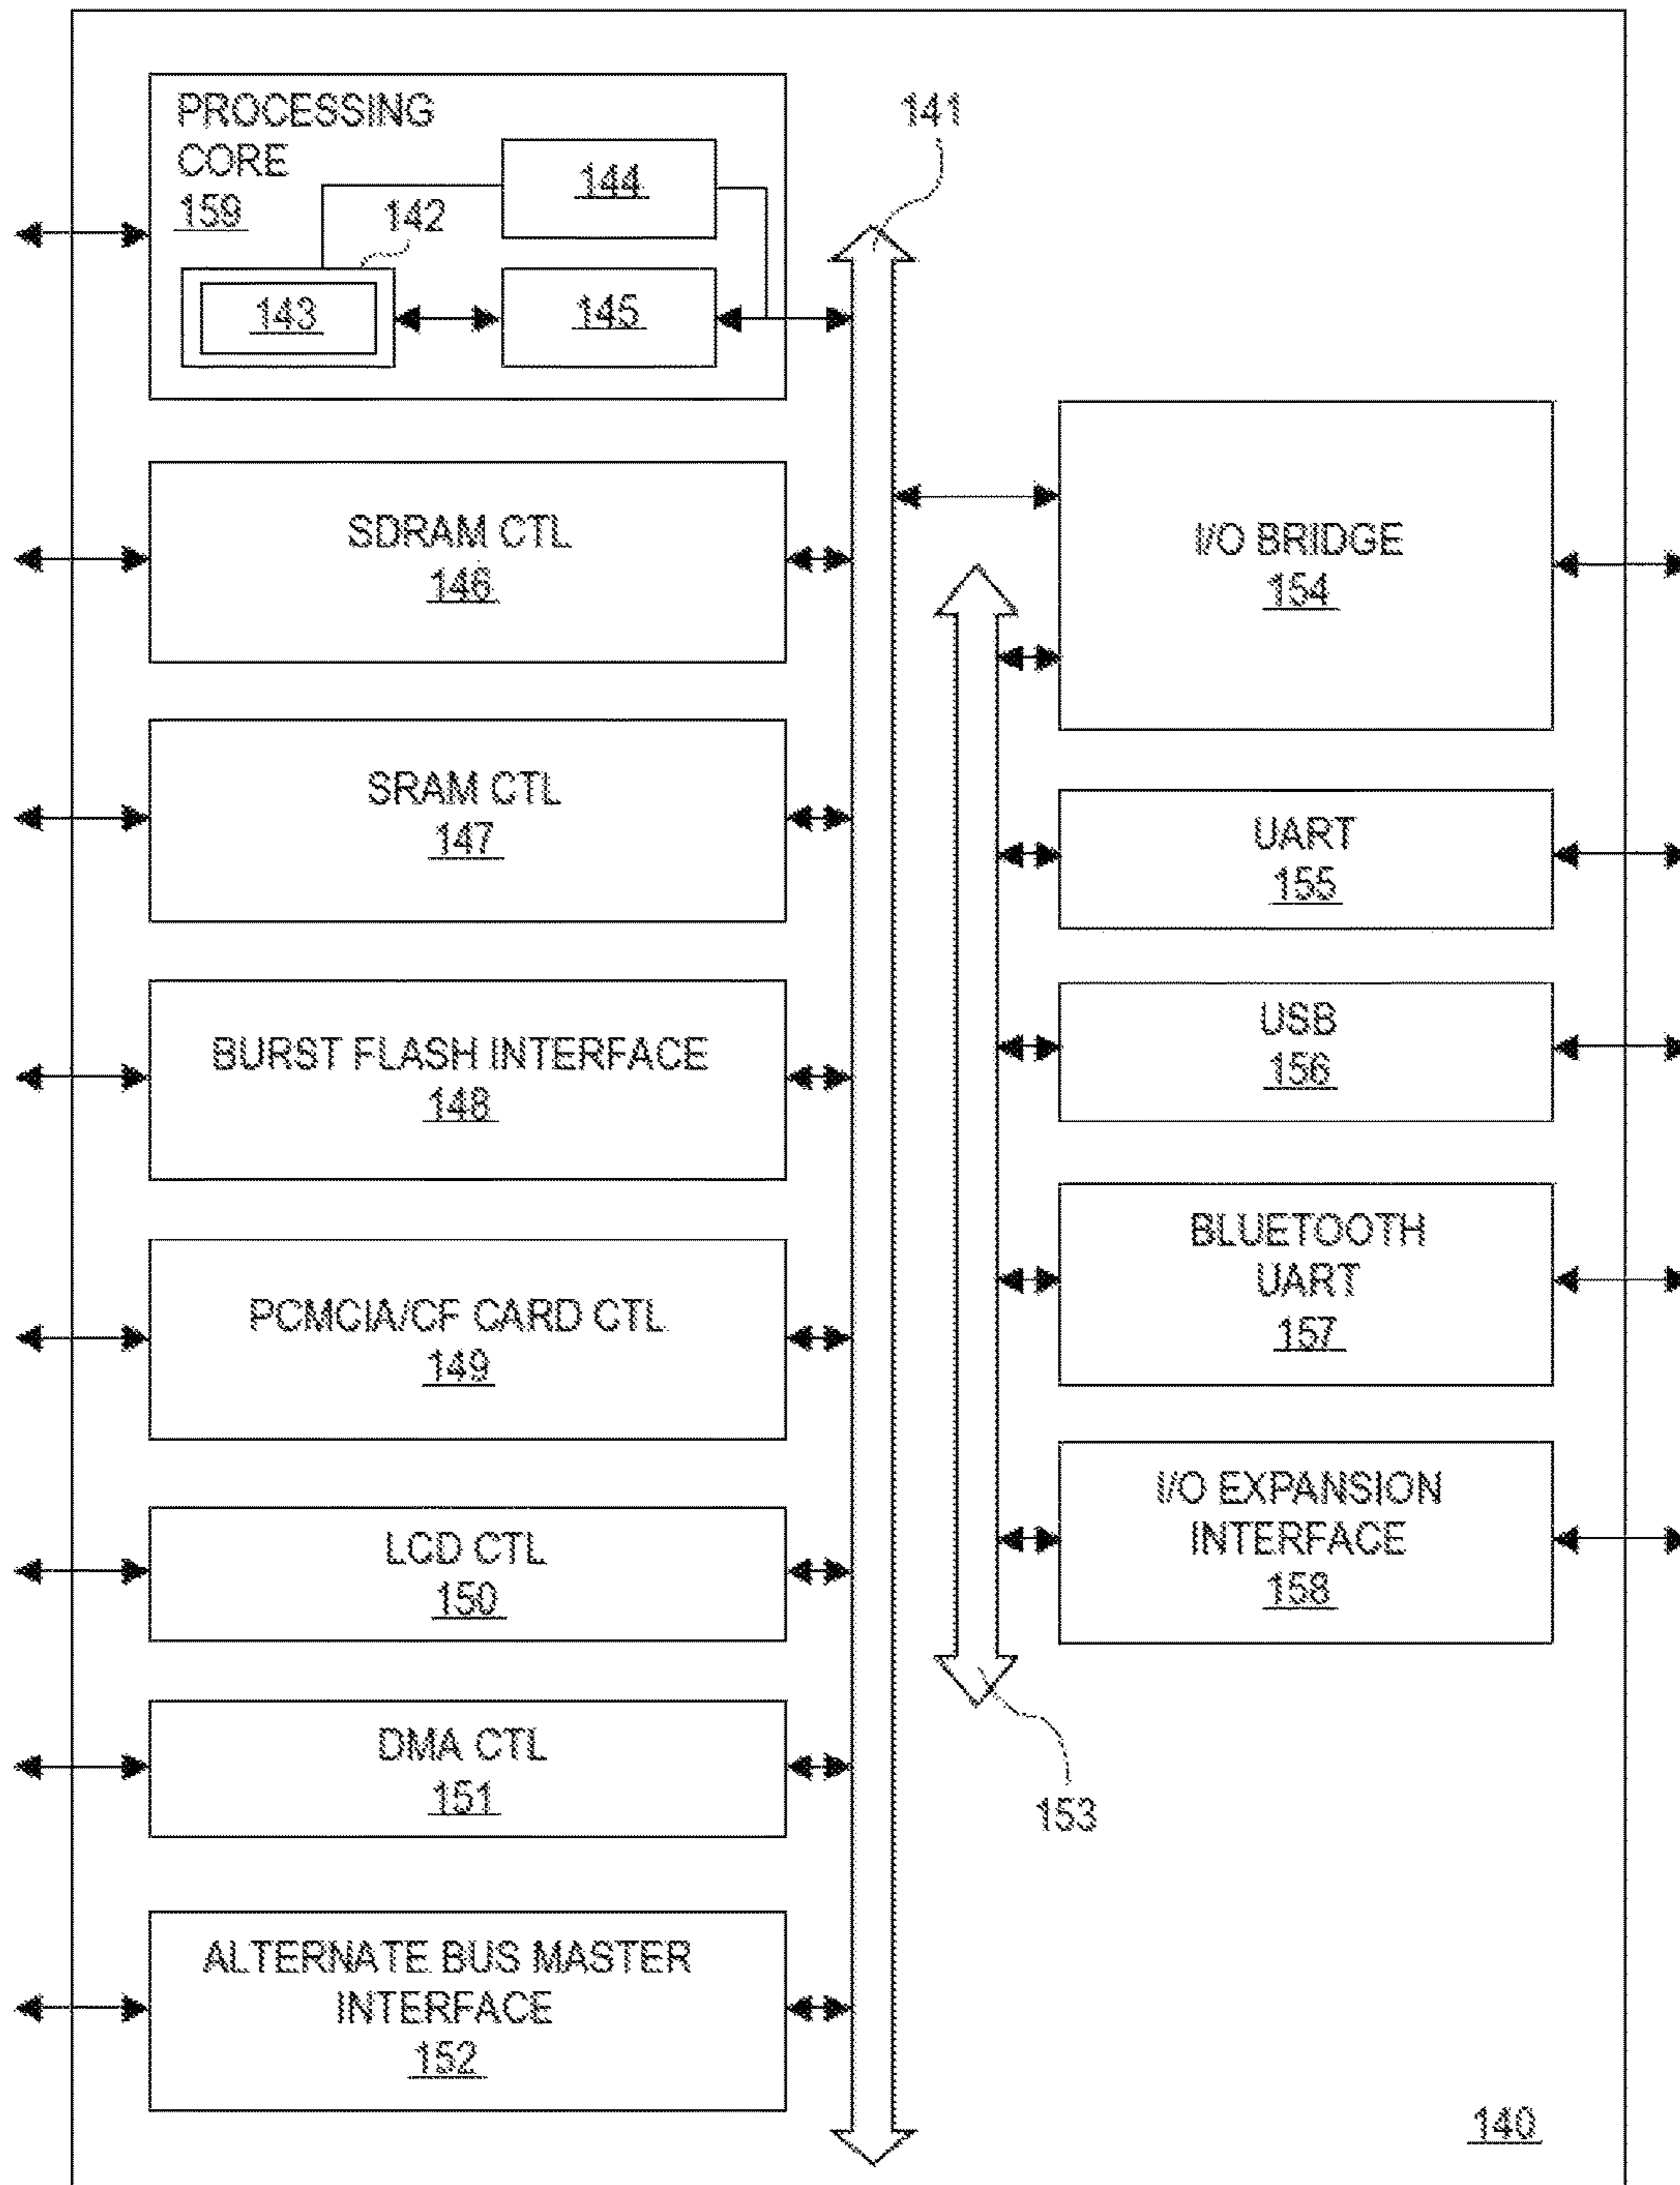 PROCESSING
CORE
159
142
144
143
145
141
SDRAM CTL
146
SRAM CTL
147
BURST FLASH INTERFACE
148
PCMCIA/CF CARD CTL
149
LCD CTL
150
DMA CTL
151
ALTERNATE BUS MASTER
INTERFACE
152
I/O BRIDGE
154
UART
155
USB
156
BLUETOOTH
UART
157
I/O EXPANSION
INTERFACE
158
153
140